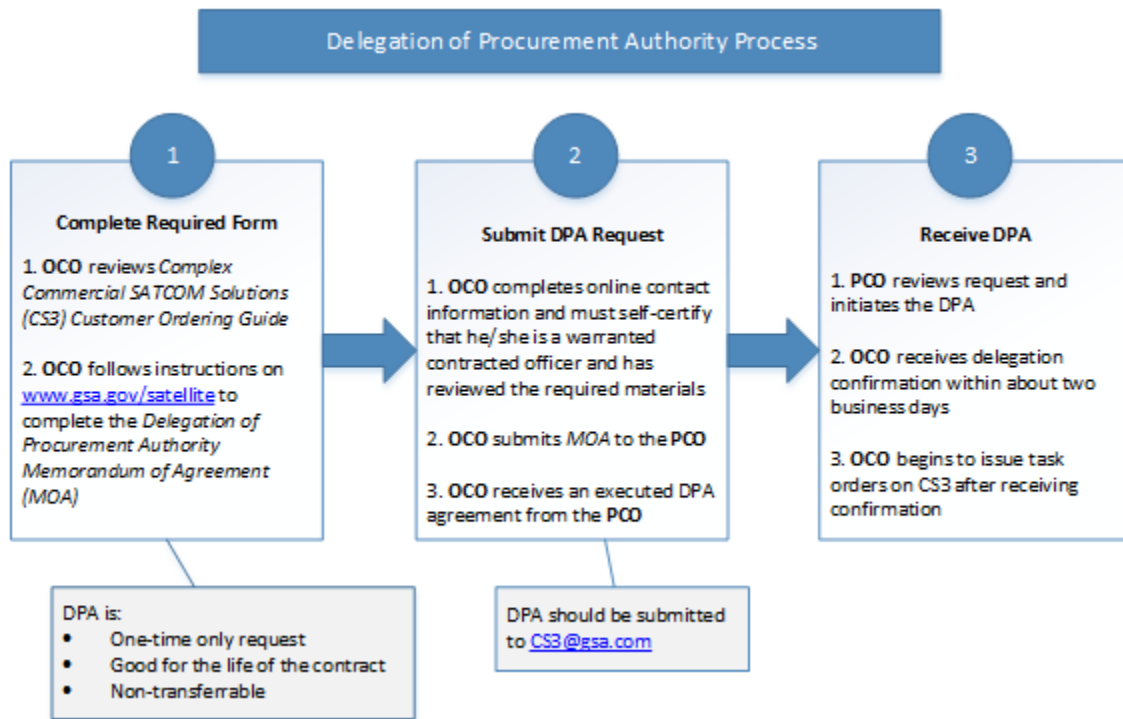 Delegation of Procurement Authority Process
1
Complete Required Form
1. OCO reviews Complex
Commercial SATCOM Solutions
(CS3) Customer Ordering Guide
2. OCO follows instructions on
www.gsa.gov/satellite to
complete the Delegation of
Procurement Authority
Memorandum of Agreement
(MOA)
DPA is:
• One-time only request
• Good for the life of the contract
• Non-transferrable
2
Submit DPA Request
1. OCO completes online contact
information and must self-certify
that he/she is a warranted
contracted officer and has
reviewed the required materials
2. OCO submits MOA to the PCO
3. OCO receives an executed DPA
agreement from the PCO
DPA should be submitted
to CS3@gsa.com
3
Receive DPA
1. PCO reviews request and
initiates the DPA
2. OCO receives delegation
confirmation within about two
business days
3. OCO begins to issue task
orders on CS3 after receiving
confirmation